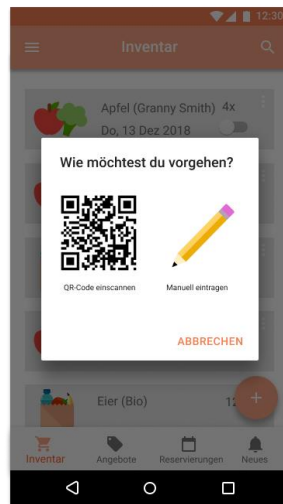 12:30
Inventar
Apfel (Granny Smith) 4x
Do, 13 Dez 2018
Wie möchtest du vorgehen?
QR-Code einscannen
Manuell eintragen
ABBRECHEN
Eier (Bio)
Inventar
Angebote
Reservierungen
Neues